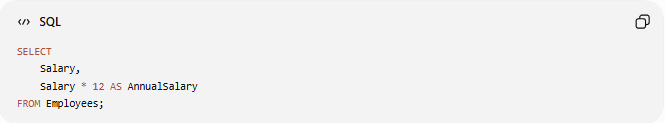 </> SQL
SELECT
    Salary,
    Salary * 12 AS AnnualSalary
FROM Employees;